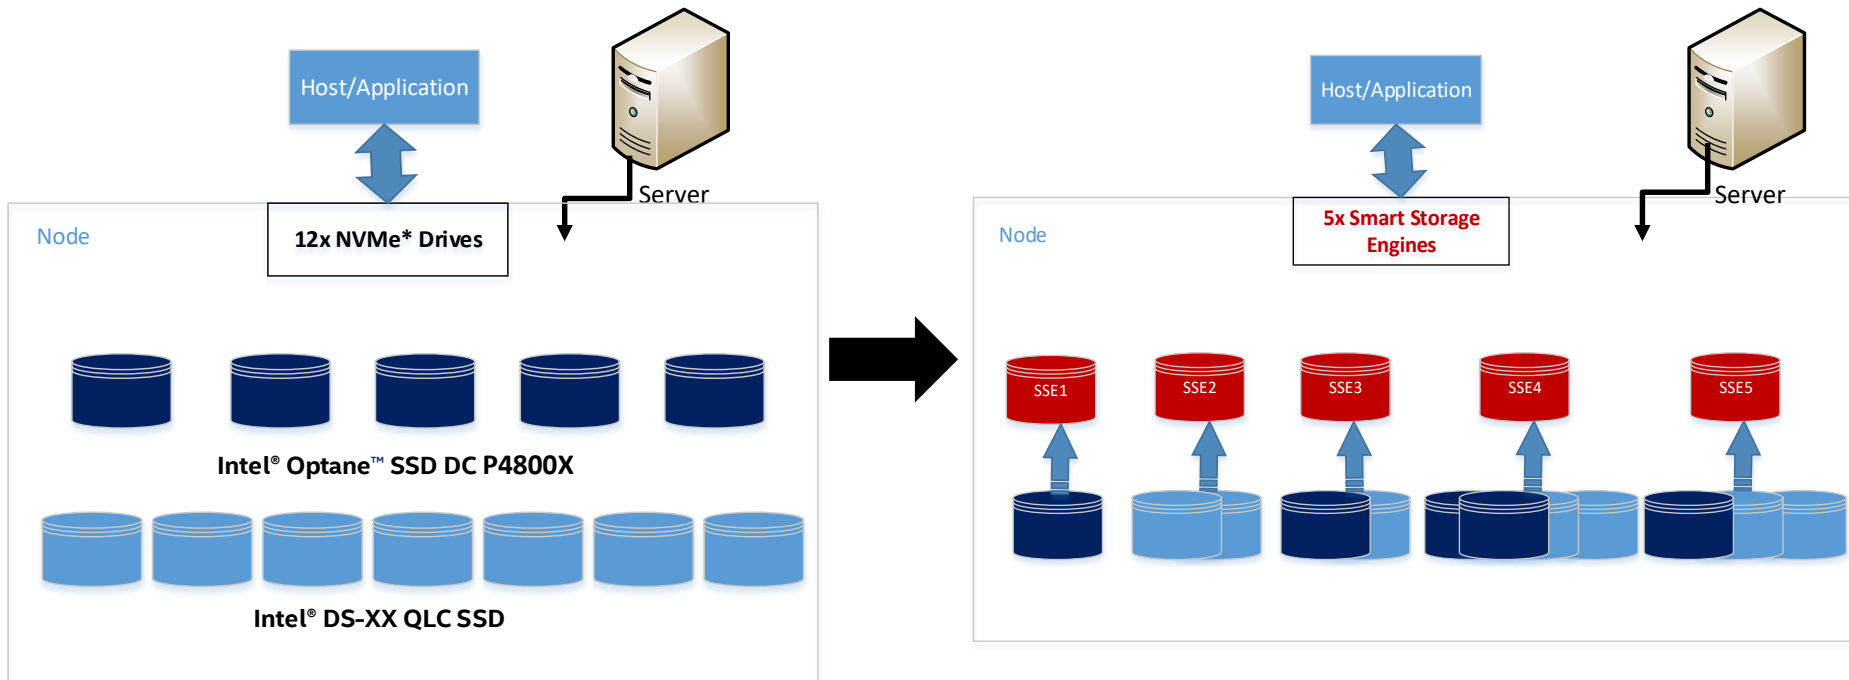 Host/Application
Server
Node
12x NVMe* Drives
Intel® Optane™ SSD DC P4800X
Intel® DS-XX QLC SSD
Host/Application
Server
Node
5x Smart Storage
Engines
SSE1
SSE2
SSE3
SSE4
SSE5